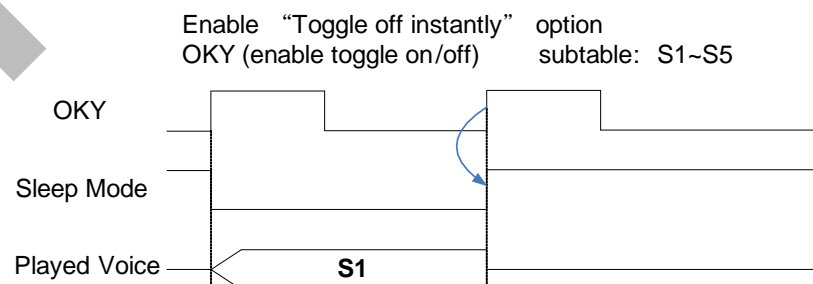 Enable “Toggle off instantly” option
OKY (enable toggle on/off) subtable: S1~S5
OKY
Sleep Mode
Played Voice
S1